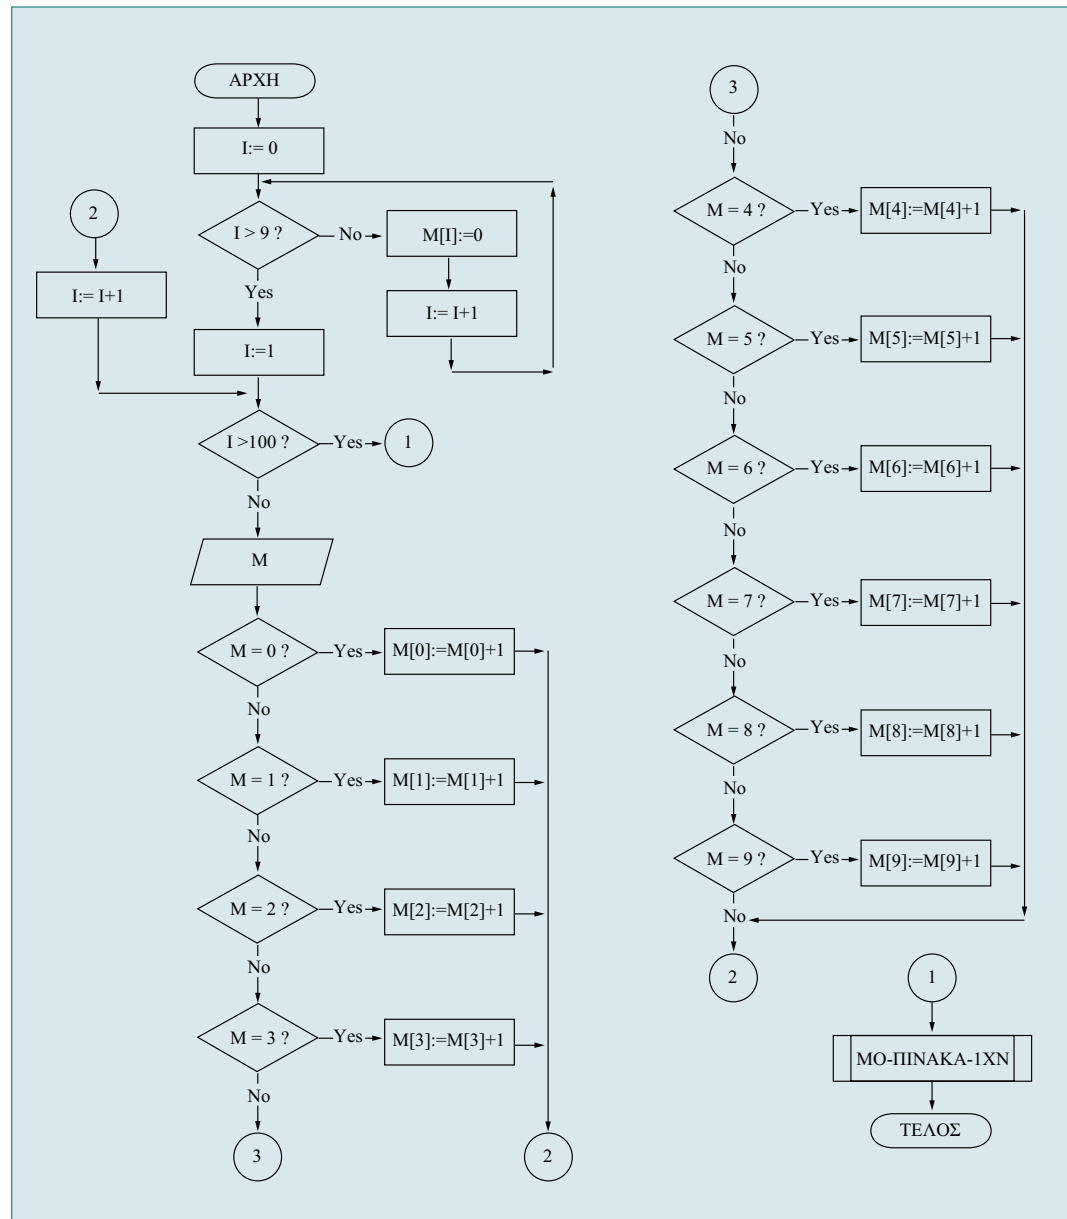 ΑΡΧΗ
I:= 0
I > 9 ?
No
M[I]:=0
I:= I+1
Yes
I:=1
2
I:= I+1
I >100 ?
Yes
1
No
M
M = 0 ?
Yes
M[0]:=M[0]+1
No
M = 1 ?
Yes
M[1]:=M[1]+1
No
M = 2 ?
Yes
M[2]:=M[2]+1
No
M = 3 ?
Yes
M[3]:=M[3]+1
No
3
2
3
No
M = 4 ?
Yes
M[4]:=M[4]+1
No
M = 5 ?
Yes
M[5]:=M[5]+1
No
M = 6 ?
Yes
M[6]:=M[6]+1
No
M = 7 ?
Yes
M[7]:=M[7]+1
No
M = 8 ?
Yes
M[8]:=M[8]+1
No
M = 9 ?
Yes
M[9]:=M[9]+1
No
2
1
ΜΟ-ΠΙΝΑΚΑ-1ΧΝ
ΤΕΛΟΣ